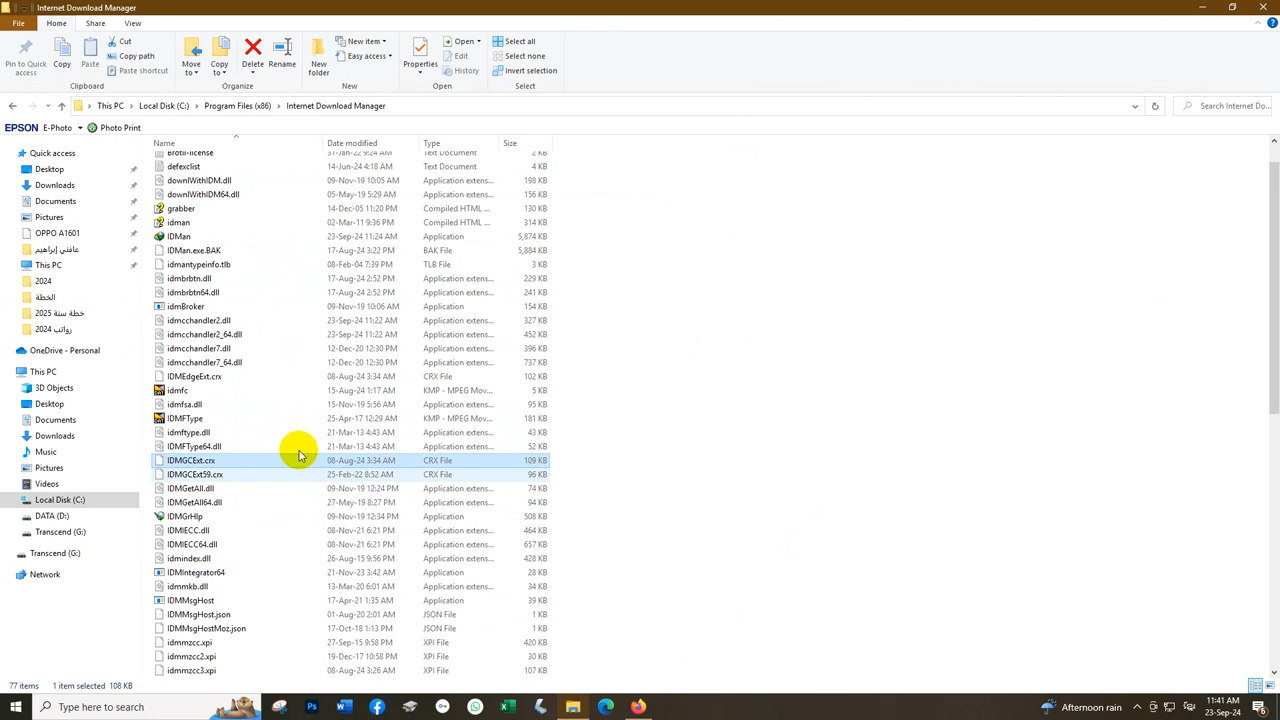 Internet Download Manager
File Home Share View
Pin to Quick access
Copy
Paste
Cut
Copy path
Paste shortcut
Clipboard
Move to
Copy to
Delete
Rename
Organize
New folder
New item
Easy access
New
Properties
Open
Edit
History
Open
Select all
Select none
Invert selection
Select
This PC > Local Disk (C:) > Program Files (x86) > Internet Download Manager
Search Internet Do...
EPSON E-Photo Photo Print
Quick access
Desktop
Downloads
Documents
Pictures
OPPO A1601
عافني إبراهيم
This PC
2024
الخطة
خطة سنة 2025
رواتب 2024
OneDrive - Personal
This PC
3D Objects
Desktop
Documents
Downloads
Music
Pictures
Videos
Local Disk (C:)
DATA (D:)
Transcend (G:)
Transcend (G:)
Network
Name Date modified Type Size
Brotli-license 31-Jan-22 9:24 AM Text Document 2 KB
defexclist 14-Jun-24 4:18 AM Text Document 4 KB
downlWithIDM.dll 09-Nov-19 10:05 AM Application extens... 198 KB
downlWithIDM64.dll 05-May-19 5:29 AM Application extens... 156 KB
grabber 14-Dec-05 11:20 PM Compiled HTML ... 130 KB
idman 02-Mar-11 9:36 PM Compiled HTML ... 314 KB
IDMan 23-Sep-24 11:24 AM Application 5,874 KB
IDMan.exe.BAK 17-Aug-24 3:22 PM BAK File 5,884 KB
idmantypeinfo.tlb 08-Feb-04 7:39 PM TLB File 3 KB
idmbrbtn.dll 17-Aug-24 2:52 PM Application extens... 229 KB
idmbrbtn64.dll 17-Aug-24 2:52 PM Application extens... 241 KB
idmBroker 09-Nov-19 10:06 AM Application 154 KB
idmcchandler2.dll 23-Sep-24 11:22 AM Application extens... 327 KB
idmcchandler2_64.dll 23-Sep-24 11:22 AM Application extens... 452 KB
idmcchandler7.dll 12-Dec-20 12:30 PM Application extens... 396 KB
idmcchandler7_64.dll 12-Dec-20 12:30 PM Application extens... 737 KB
IDMEdgeExt.crx 08-Aug-24 3:34 AM CRX File 102 KB
idmfc 15-Aug-24 1:17 AM KMP - MPEG Mov... 5 KB
idmfsa.dll 15-Nov-19 5:56 AM Application extens... 95 KB
IDMFType 25-Apr-17 12:29 AM KMP - MPEG Mov... 181 KB
idmftype.dll 21-Mar-13 4:43 AM Application extens... 43 KB
IDMFType64.dll 21-Mar-13 4:43 AM Application extens... 52 KB
IDMGCExt.crx 08-Aug-24 3:34 AM CRX File 109 KB
IDMGCExt59.crx 25-Feb-22 8:52 AM CRX File 96 KB
IDMGetAll.dll 09-Nov-19 12:24 PM Application extens... 74 KB
IDMGetAll64.dll 27-May-19 8:27 PM Application extens... 94 KB
IDMGrHlp 09-Nov-19 12:34 PM Application 508 KB
IDMIECC.dll 08-Nov-21 6:21 PM Application extens... 464 KB
IDMIECC64.dll 08-Nov-21 6:21 PM Application extens... 657 KB
idmindex.dll 26-Aug-15 9:56 PM Application extens... 428 KB
IDMIntegrator64 21-Nov-23 3:42 AM Application 28 KB
idmmkb.dll 13-Mar-20 6:01 AM Application extens... 34 KB
IDMMsgHost 17-Apr-21 1:35 AM Application 39 KB
IDMMsgHost.json 01-Aug-20 2:01 AM JSON File 1 KB
IDMMsgHostMoz.json 17-Oct-18 1:13 PM JSON File 1 KB
idmmzcc.xpi 27-Sep-15 9:58 PM XPI File 420 KB
idmmzcc2.xpi 19-Dec-17 10:58 PM XPI File 30 KB
idmmzcc3.xpi 08-Aug-24 3:26 AM XPI File 107 KB
77 items 1 item selected 108 KB
Type here to search
Afternoon rain
11:41 AM
23-Sep-24